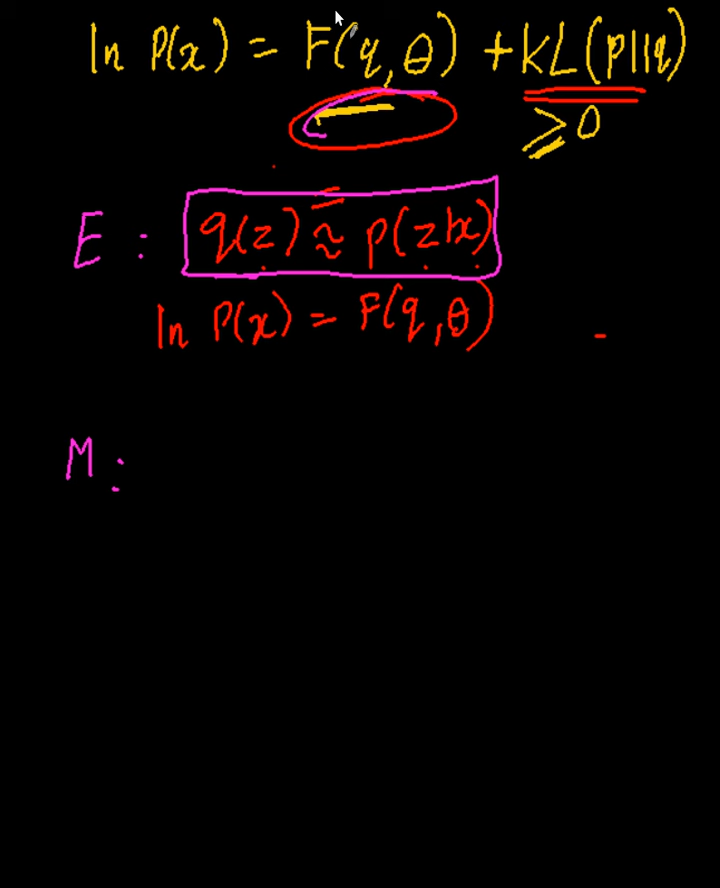 ln P(x) = F(q, θ) + KL(p||q)
≥ 0
E : q(z) ≈ p(z|x)
ln P(x) = F(q, θ)
M :